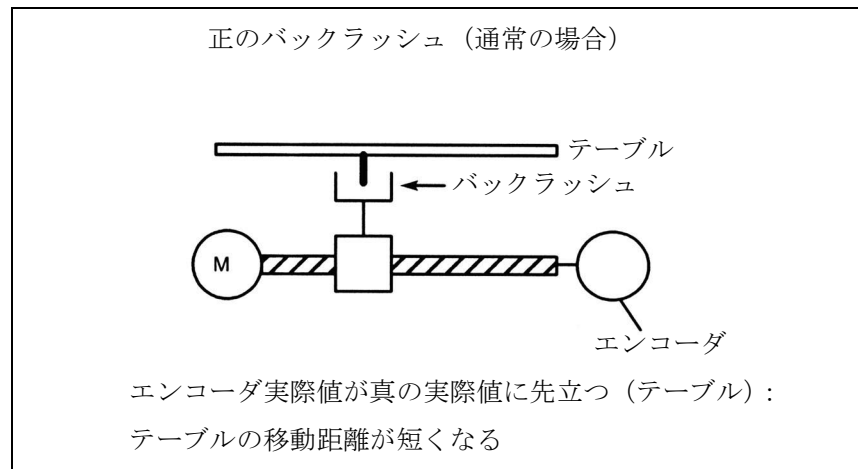 正のバックラッシュ（通常の場合）
テーブル
バックラッシュ
M
エンコーダ
エンコーダ実際値が真の実際値に先立つ（テーブル）:
テーブルの移動距離が短くなる